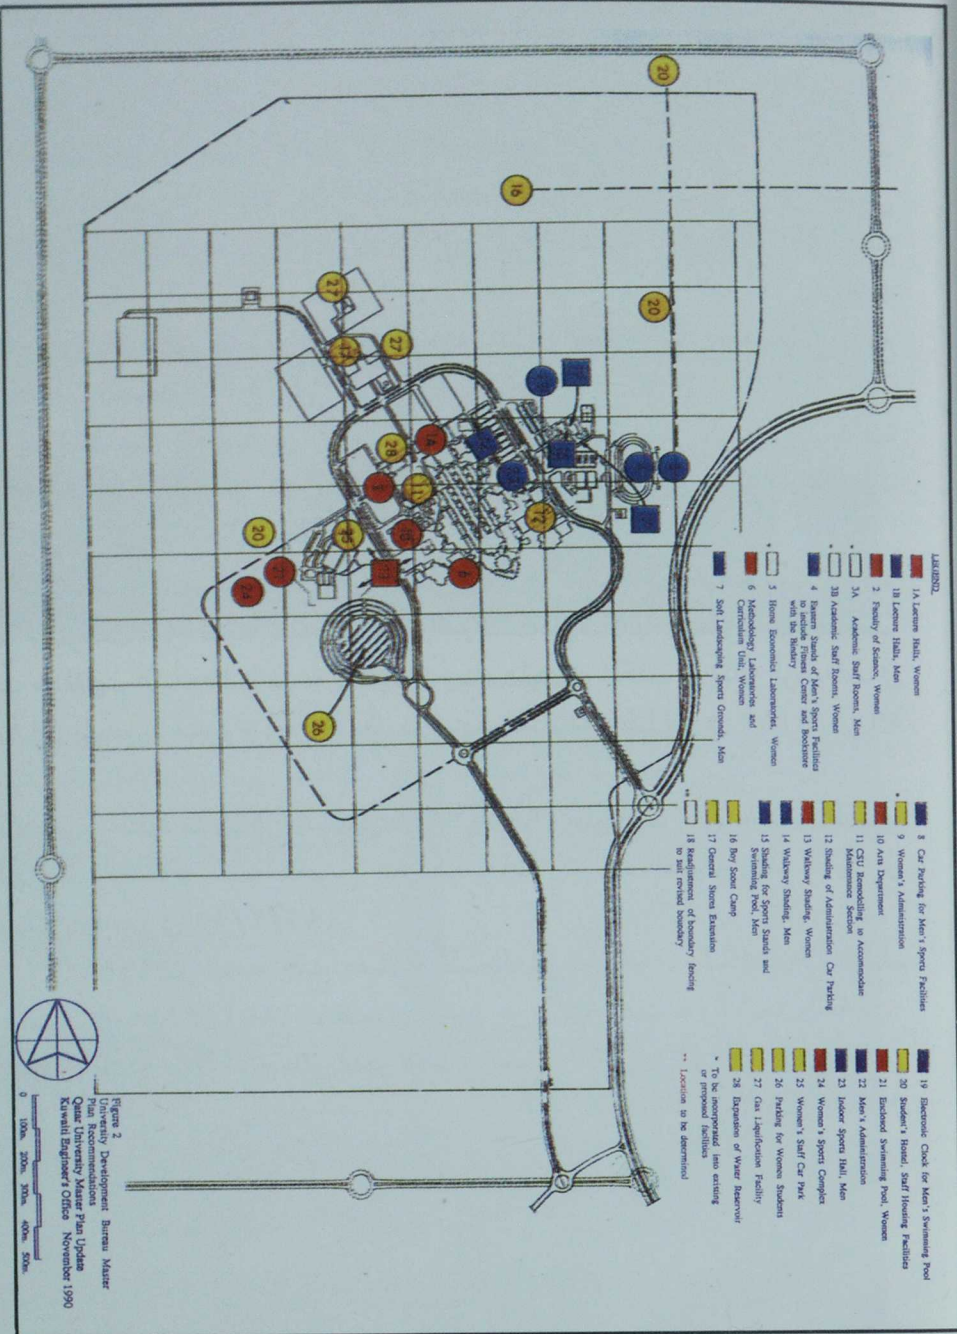 LEGEND
1A Lecture Halls, Women
1B Lecture Halls, Men
2 Faculty of Science, Women
* 3A Academic Staff Rooms, Men
* 3B Academic Staff Rooms, Women
4 Eastern Stands of Men's Sports Facilities
to include Fitness Center and Bookstore
with the Bindery
* 5 Home Economics Laboratories, Women
6 Methodology Laboratories and
Curriculum Unit, Women
7 Soft Landscaping Sports Grounds, Men
8 Car Parking for Men's Sports Facilities
* 9 Women's Administration
10 Arts Department
11 CSU Remodelling to Accommodate
Maintenance Section
12 Shading of Administration Car Parking
13 Walkway Shading, Women
14 Walkway Shading, Men
15 Shading for Sports Stands and
Swimming Pool, Men
16 Boy Scout Camp
17 General Stores Extension
** 18 Readjustment of boundary fencing
to suit revised boundary
19 Electronic Clock for Men's Swimming Pool
20 Student's Hostel, Staff Housing Facilities
21 Enclosed Swimming Pool, Women
22 Men's Administration
23 Indoor Sports Hall, Men
24 Women's Sports Complex
25 Women's Staff Car Park
26 Parking for Women Students
27 Gas Liquification Facility
28 Expansion of Water Reservoir
* To be incorporated into existing
or proposed facilities
** Location to be determined
20
16
20
27
27
17
28
1A
11
12
25
20
6
24
26
Figure 2
University Development Bureau Master
Plan Recommendations
Qatar University Master Plan Update
Kuwaiti Engineer's Office November 1990
0 100m. 200m. 300m. 400m. 500m.